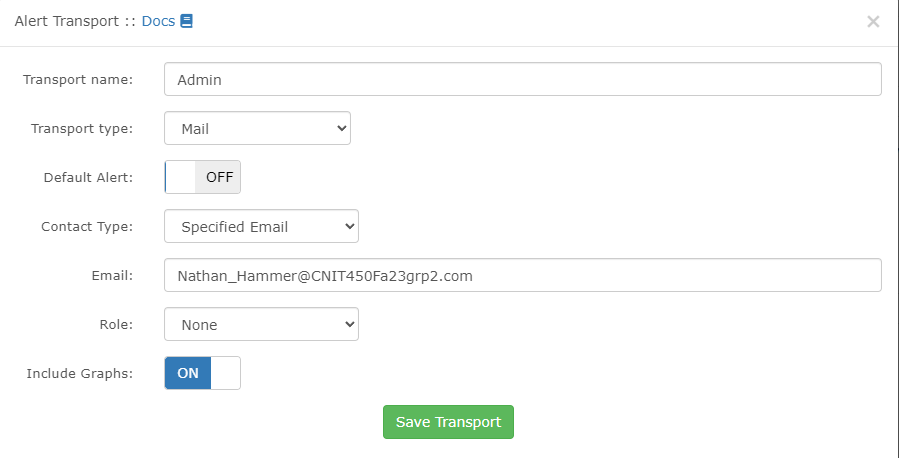 Alert Transport :: Docs
×
Transport name: Admin
Transport type: Mail
Default Alert: OFF
Contact Type: Specified Email
Email: Nathan_Hammer@CNIT450Fa23grp2.com
Role: None
Include Graphs: ON
Save Transport